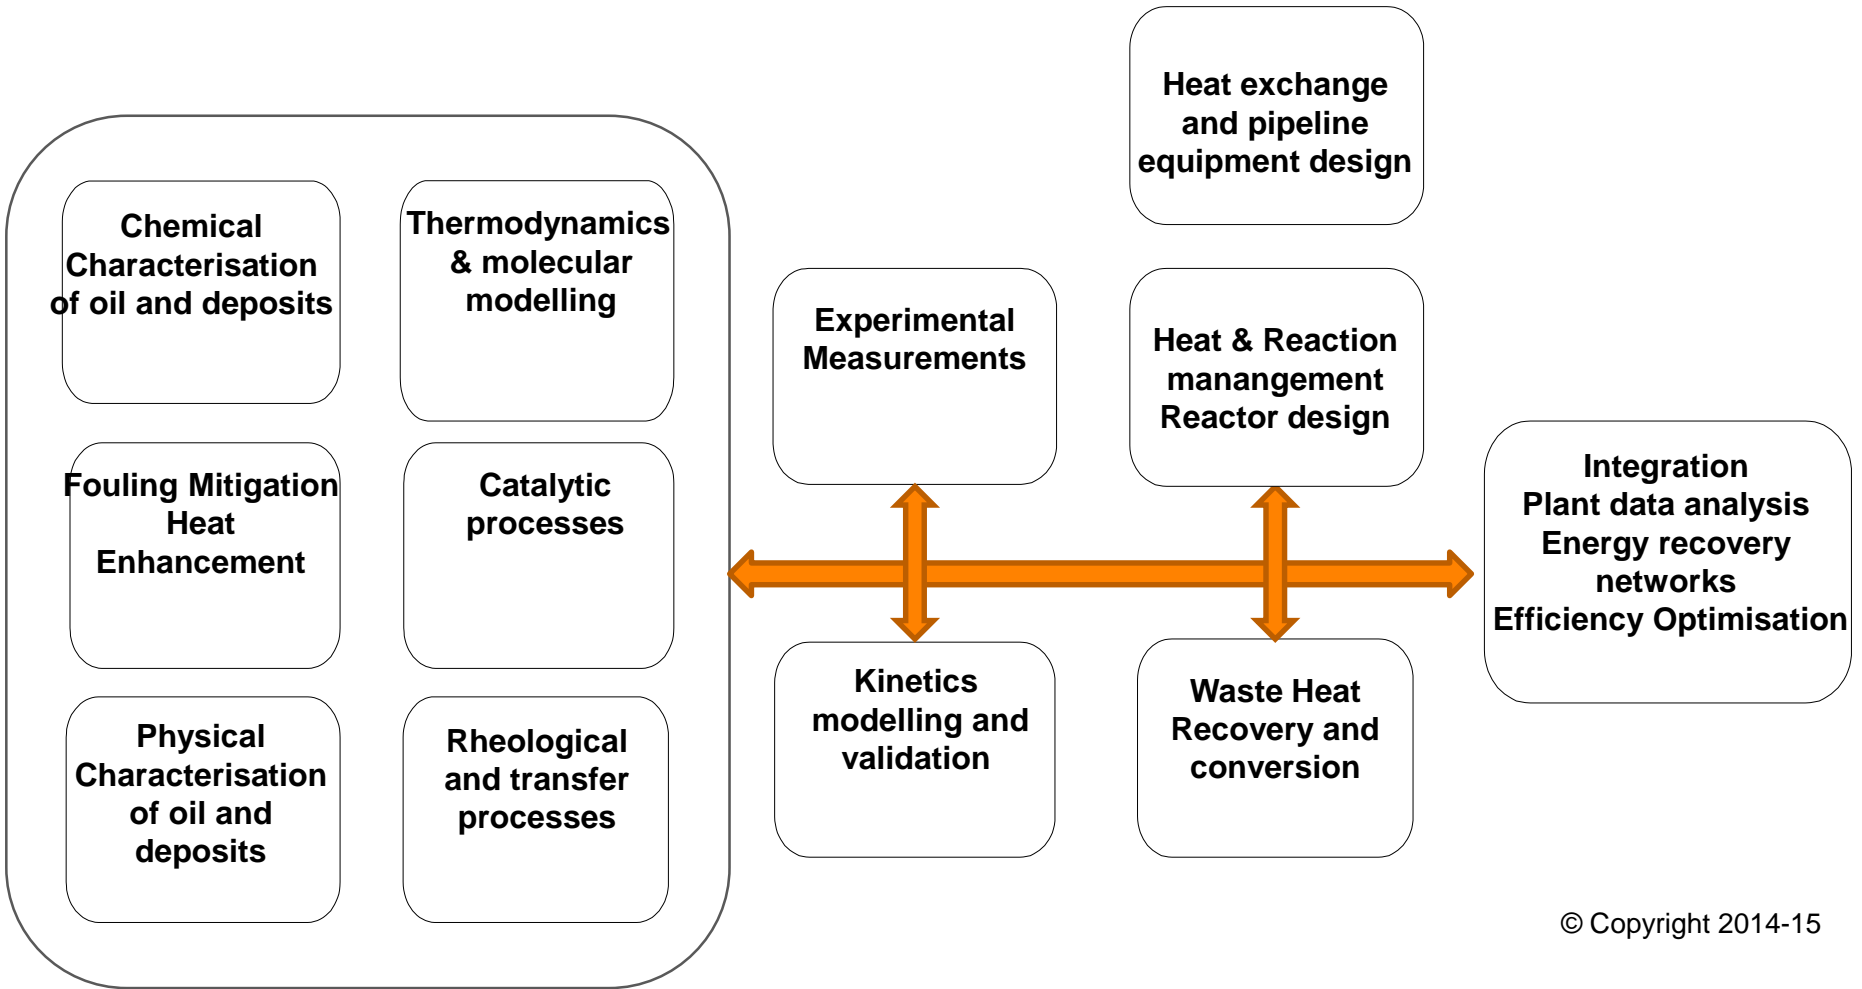 Heat exchange
and pipeline
equipment design
Chemical
Characterisation
of oil and deposits
Thermodynamics
& molecular
modelling
Experimental
Measurements
Heat & Reaction
manangement
Reactor design
Fouling Mitigation
Heat
Enhancement
Catalytic
processes
Integration
Plant data analysis
Energy recovery
networks
Efficiency Optimisation
Physical
Characterisation
of oil and
deposits
Rheological
and transfer
processes
Kinetics
modelling and
validation
Waste Heat
Recovery and
conversion
© Copyright 2014-15